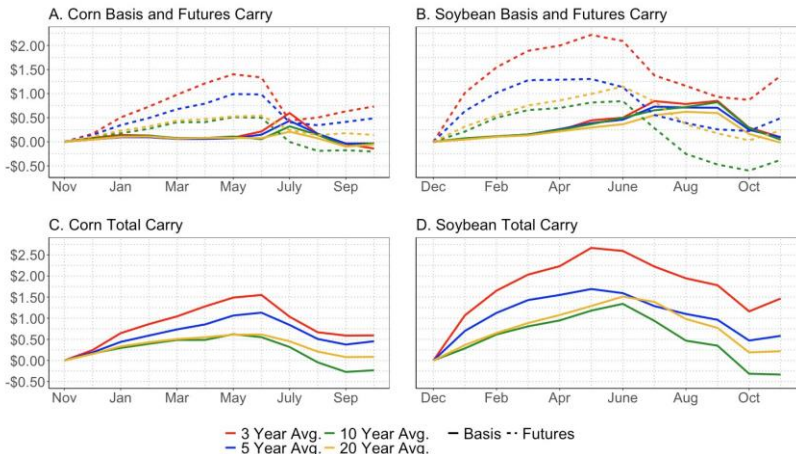 A. Corn Basis and Futures Carry
B. Soybean Basis and Futures Carry
$2.00
$1.50
$1.00
$0.50
$0.00
-$0.50
Nov Jan Mar May July Sep
Dec Feb Apr June Aug Oct
C. Corn Total Carry
D. Soybean Total Carry
$2.50
$2.00
$1.50
$1.00
$0.50
$0.00
-$0.50
Nov Jan Mar May July Sep
Dec Feb Apr June Aug Oct
3 Year Avg. 10 Year Avg. Basis Futures
5 Year Avg. 20 Year Avg.